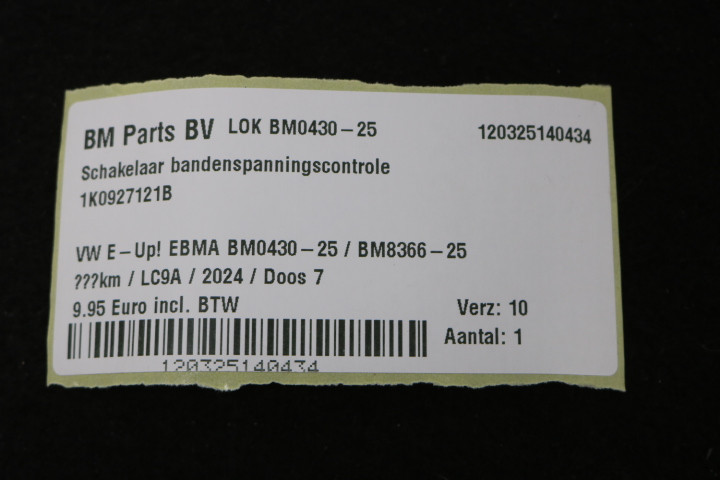 BM Parts BV LOK BM0430-25 120325140434
Schakelaar bandenspanningscontrole
1K0927121B
VW E-Up! EBMA BM0430-25 / BM8366-25
???km / LC9A / 2024 / Doos 7
9.95 Euro incl. BTW Verz: 10
Aantal: 1
120325140434